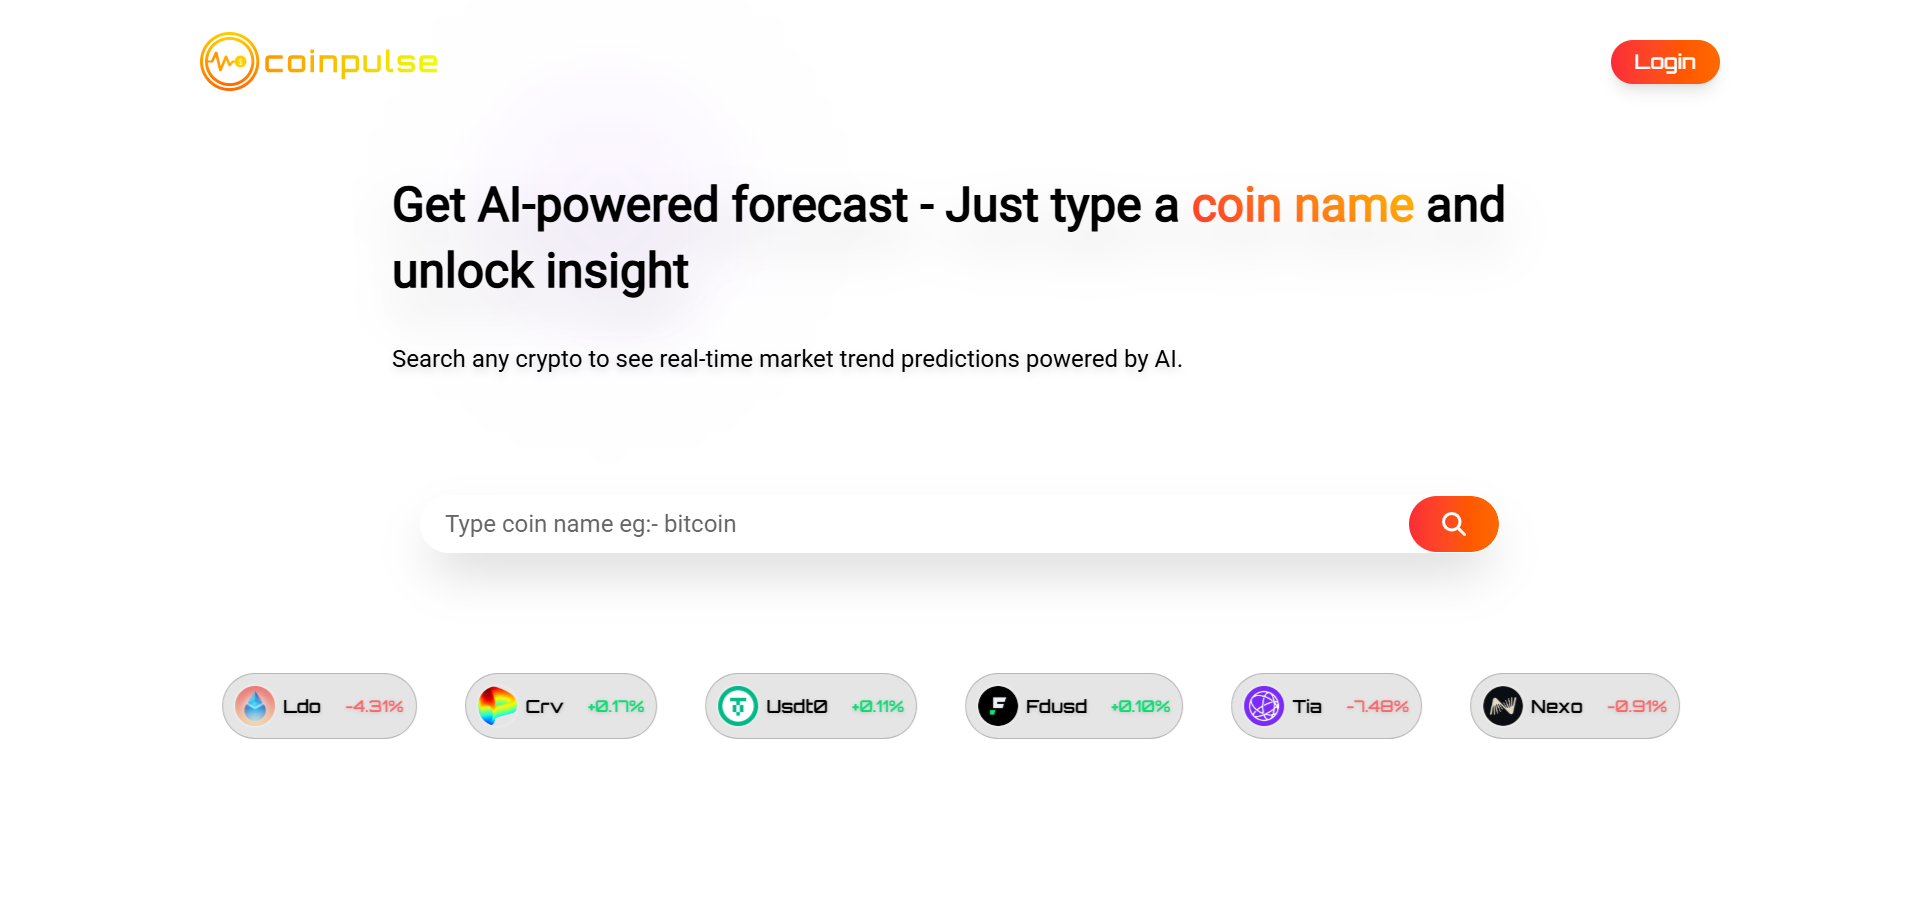 coinpulse
Login
Get AI-powered forecast - Just type a coin name and
unlock insight
Search any crypto to see real-time market trend predictions powered by AI.
Type coin name eg:- bitcoin
Ldo -4.31%
Crv +0.17%
Usdt0 +0.11%
Fdusd +0.10%
Tia -7.48%
Nexo -0.91%